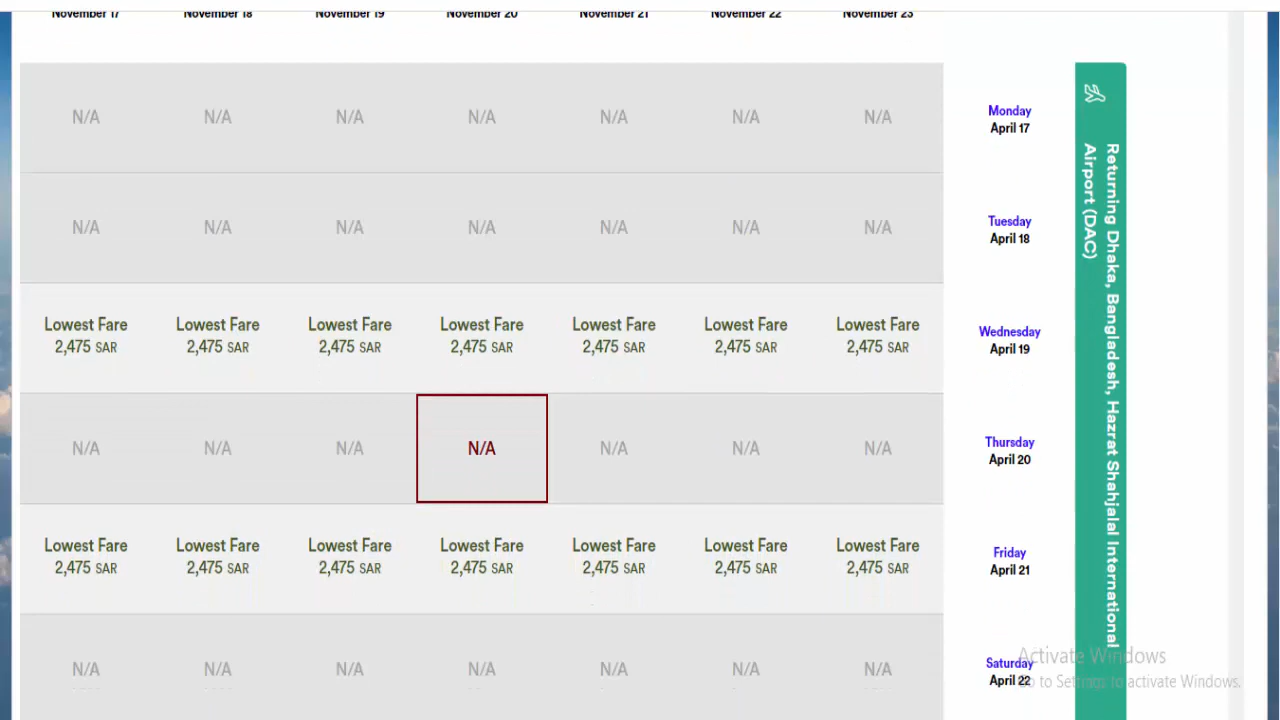 November 17 November 18 November 19 November 20 November 21 November 22 November 23
N/A N/A N/A N/A N/A N/A N/A
Monday
April 17
N/A N/A N/A N/A N/A N/A N/A
Tuesday
April 18
Lowest Fare Lowest Fare Lowest Fare Lowest Fare Lowest Fare Lowest Fare Lowest Fare
2,475 SAR 2,475 SAR 2,475 SAR 2,475 SAR 2,475 SAR 2,475 SAR 2,475 SAR
Wednesday
April 19
N/A N/A N/A N/A N/A N/A N/A
Thursday
April 20
Lowest Fare Lowest Fare Lowest Fare Lowest Fare Lowest Fare Lowest Fare Lowest Fare
2,475 SAR 2,475 SAR 2,475 SAR 2,475 SAR 2,475 SAR 2,475 SAR 2,475 SAR
Friday
April 21
N/A N/A N/A N/A N/A N/A N/A
Saturday
April 22
Returning Dhaka, Bangladesh, Hazrat Shahjalal International
Airport (DAC)
Activate Windows
Go to Settings to activate Windows.